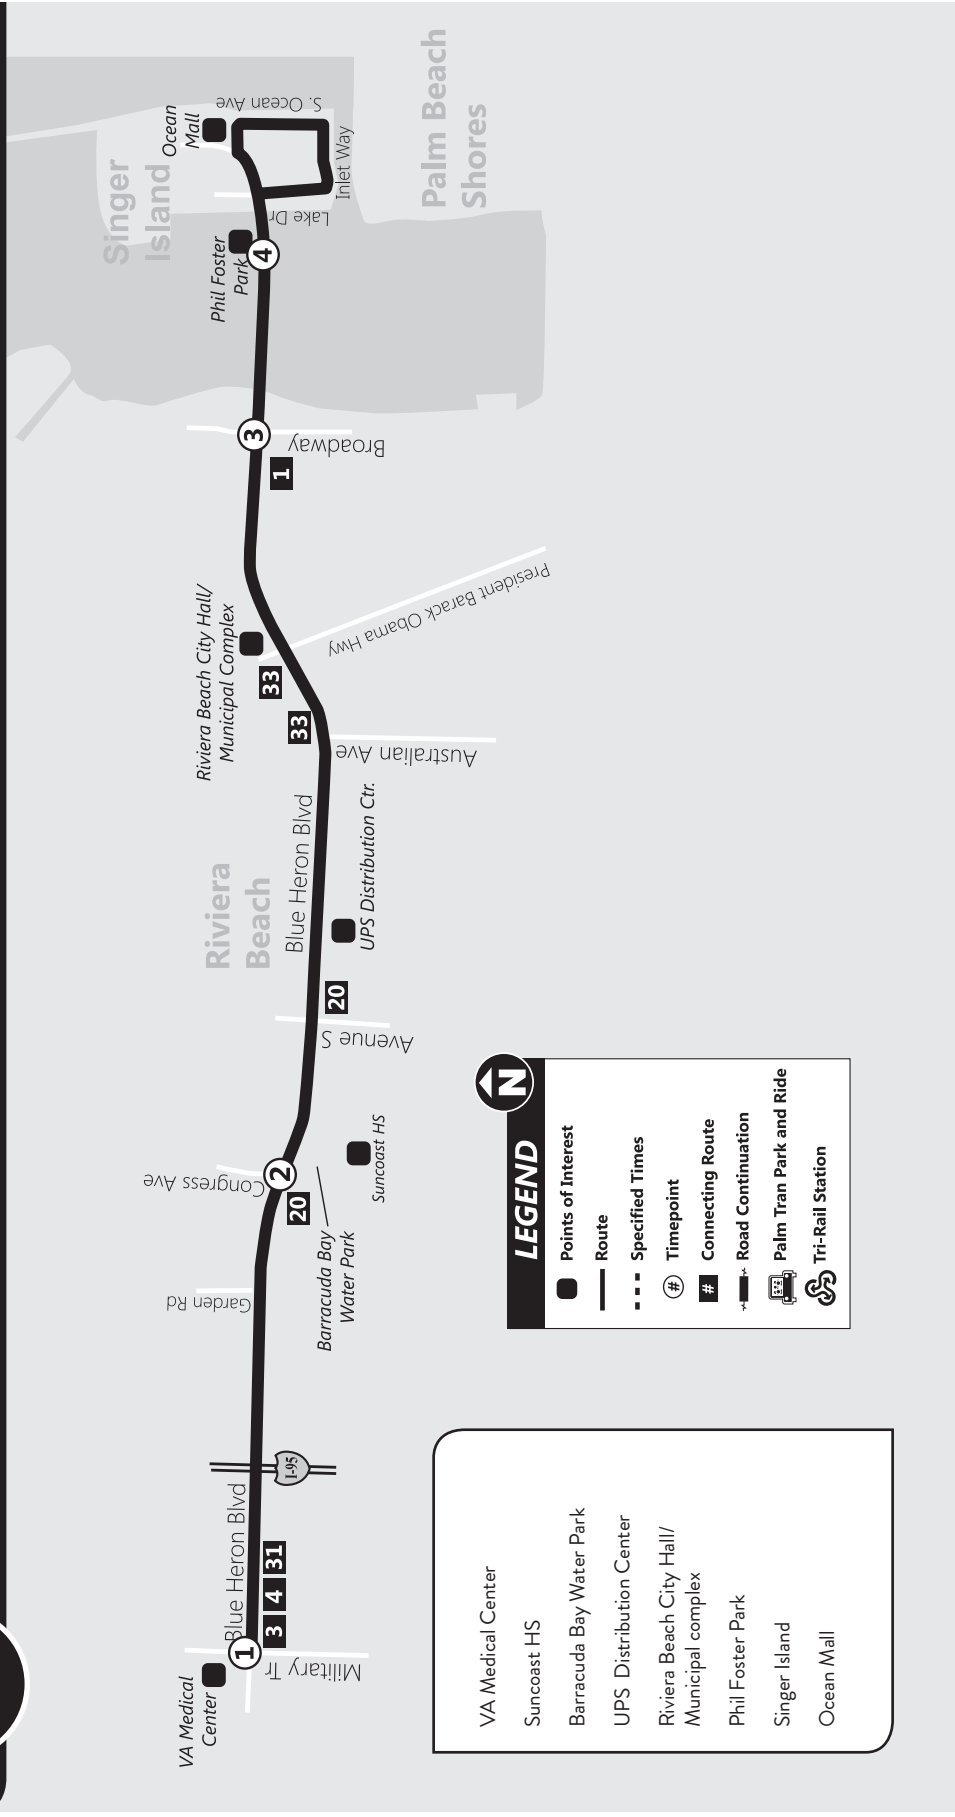 VA Medical
Center
1
Military Tr
Blue Heron Blvd
3
4
31
I-95
Garden Rd
Congress Ave
2
20
Barracuda Bay
Water Park
Suncoast HS
Avenue S
20
Riviera
Beach
Blue Heron Blvd
UPS Distribution Ctr.
Australian Ave
33
33
Riviera Beach City Hall/
Municipal Complex
President Barack Obama Hwy
1
Broadway
3
Phil Foster
Park
4
Singer
Island
Lake Dr
Inlet Way
Ocean
Mall
S. Ocean Ave
Palm Beach
Shores
VA Medical Center
Suncoast HS
Barracuda Bay Water Park
UPS Distribution Center
Riviera Beach City Hall/
Municipal complex
Phil Foster Park
Singer Island
Ocean Mall
LEGEND
N
Points of Interest
Route
Specified Times
# Timepoint
# Connecting Route
Road Continuation
Palm Tran Park and Ride
Tri-Rail Station